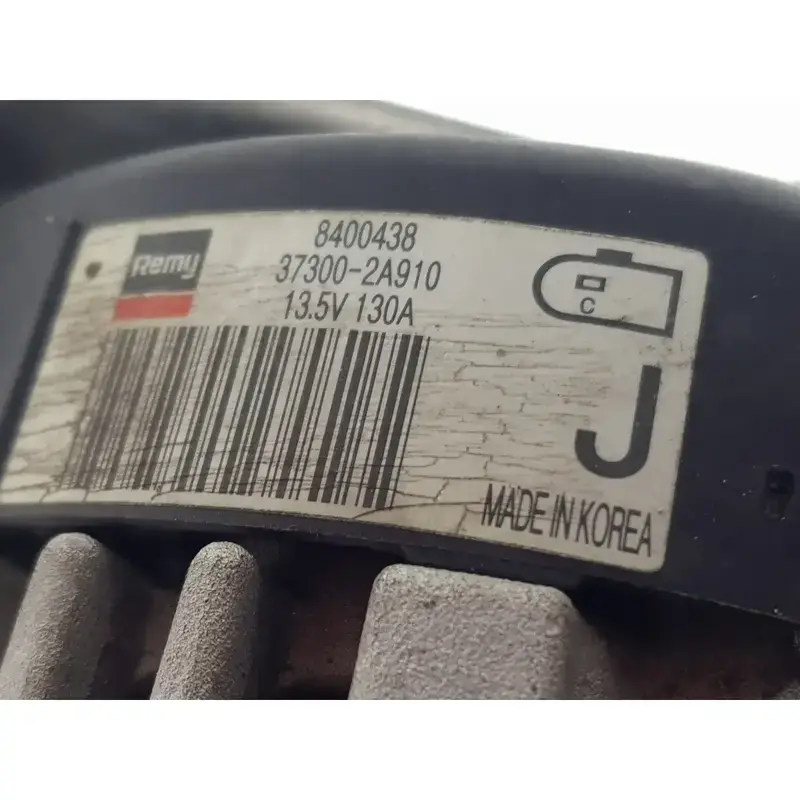 Remy
8400438
37300-2A910
13.5V 130A
C
J
MADE IN KOREA